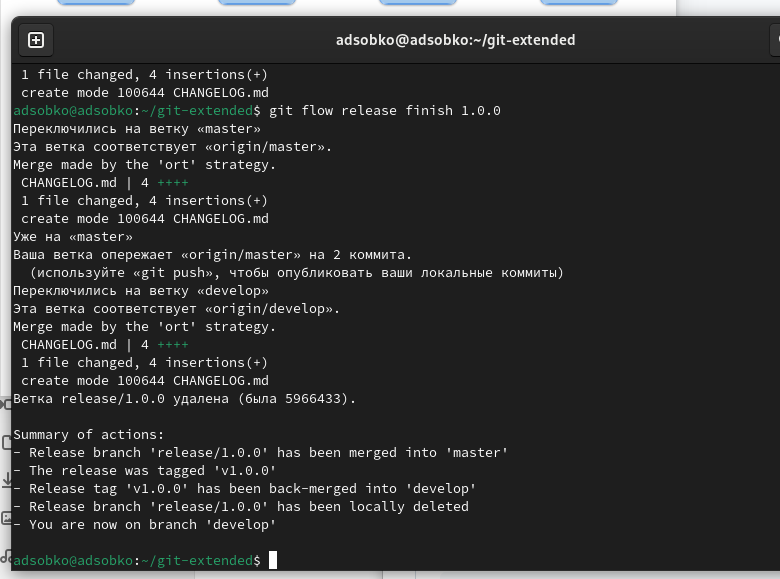 adsobko@adsobko:~/git-extended
1 file changed, 4 insertions(+)
create mode 100644 CHANGELOG.md
adsobko@adsobko:~/git-extended$ git flow release finish 1.0.0
Переключились на ветку «master»
Эта ветка соответствует «origin/master».
Merge made by the 'ort' strategy.
CHANGELOG.md | 4 ++++
1 file changed, 4 insertions(+)
create mode 100644 CHANGELOG.md
Уже на «master»
Ваша ветка опережает «origin/master» на 2 коммита.
(используйте «git push», чтобы опубликовать ваши локальные коммиты)
Переключились на ветку «develop»
Эта ветка соответствует «origin/develop».
Merge made by the 'ort' strategy.
CHANGELOG.md | 4 ++++
1 file changed, 4 insertions(+)
create mode 100644 CHANGELOG.md
Ветка release/1.0.0 удалена (была 5966433).
Summary of actions:
- Release branch 'release/1.0.0' has been merged into 'master'
- The release was tagged 'v1.0.0'
- Release tag 'v1.0.0' has been back-merged into 'develop'
- Release branch 'release/1.0.0' has been locally deleted
- You are now on branch 'develop'
adsobko@adsobko:~/git-extended$